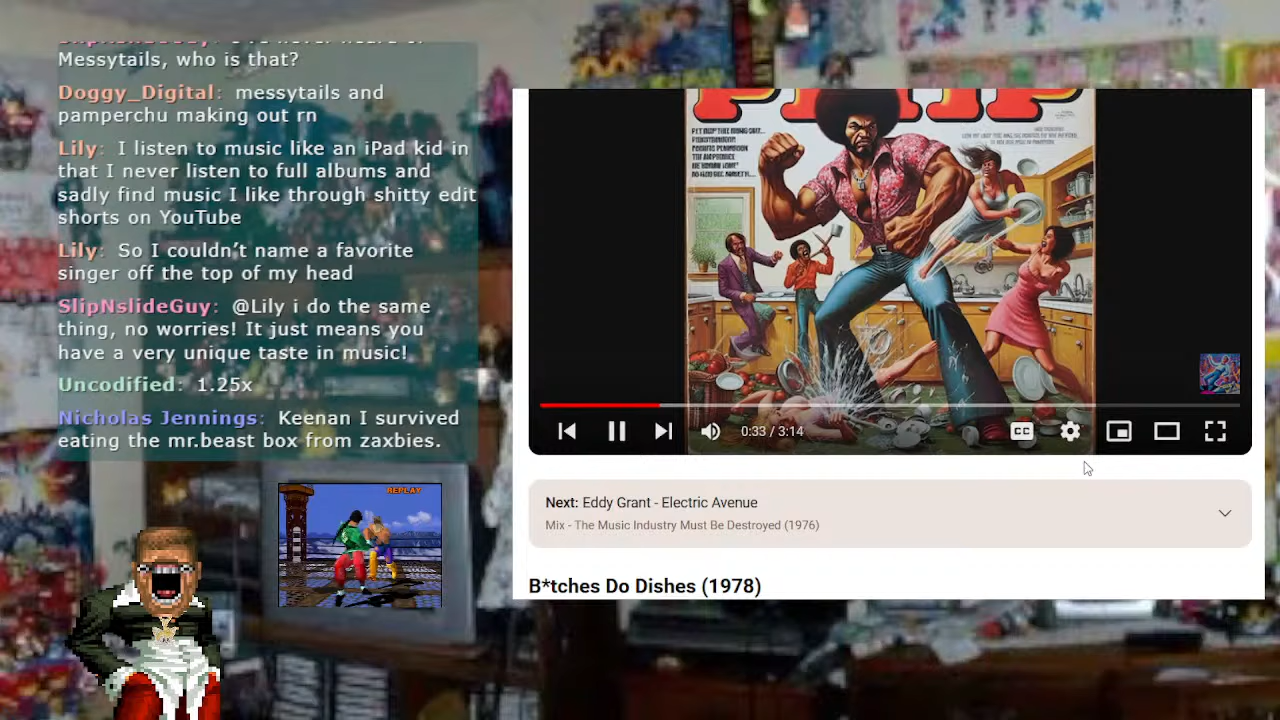 Messytails, who is that?
Doggy_Digital: messytails and
pamperchu making out rn
Lily: I listen to music like an iPad kid in
that I never listen to full albums and
sadly find music I like through shitty edit
shorts on YouTube
Lily: So I couldn't name a favorite
singer off the top of my head
SlipNslideGuy: @Lily i do the same
thing, no worries! It just means you
have a very unique taste in music!
Uncodified: 1.25x
Nicholas Jennings: Keenan I survived
eating the mr.beast box from zaxbies.
REPLAY
PIMP
0:33 / 3:14
CC
Next: Eddy Grant - Electric Avenue
Mix - The Music Industry Must Be Destroyed (1976)
B*tches Do Dishes (1978)